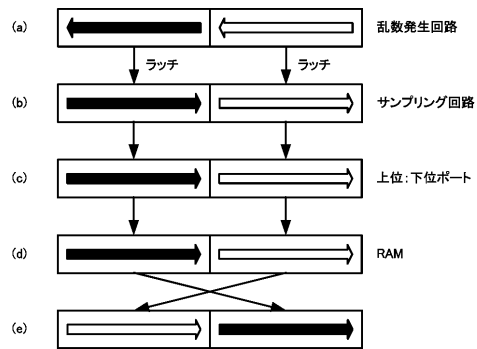 (a) 乱数発生回路
ラッチ ラッチ
(b) サンプリング回路
(c) 上位:下位ポート
(d) RAM
(e)